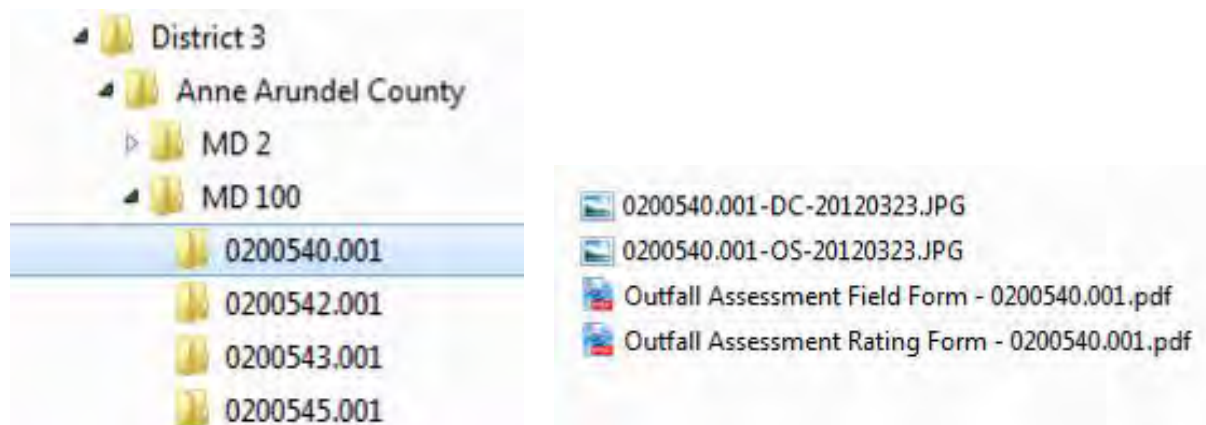 District 3
Anne Arundel County
MD 2
MD 100
0200540.001
0200542.001
0200543.001
0200545.001
0200540.001-DC-20120323.JPG
0200540.001-OS-20120323.JPG
Outfall Assessment Field Form - 0200540.001.pdf
Outfall Assessment Rating Form - 0200540.001.pdf